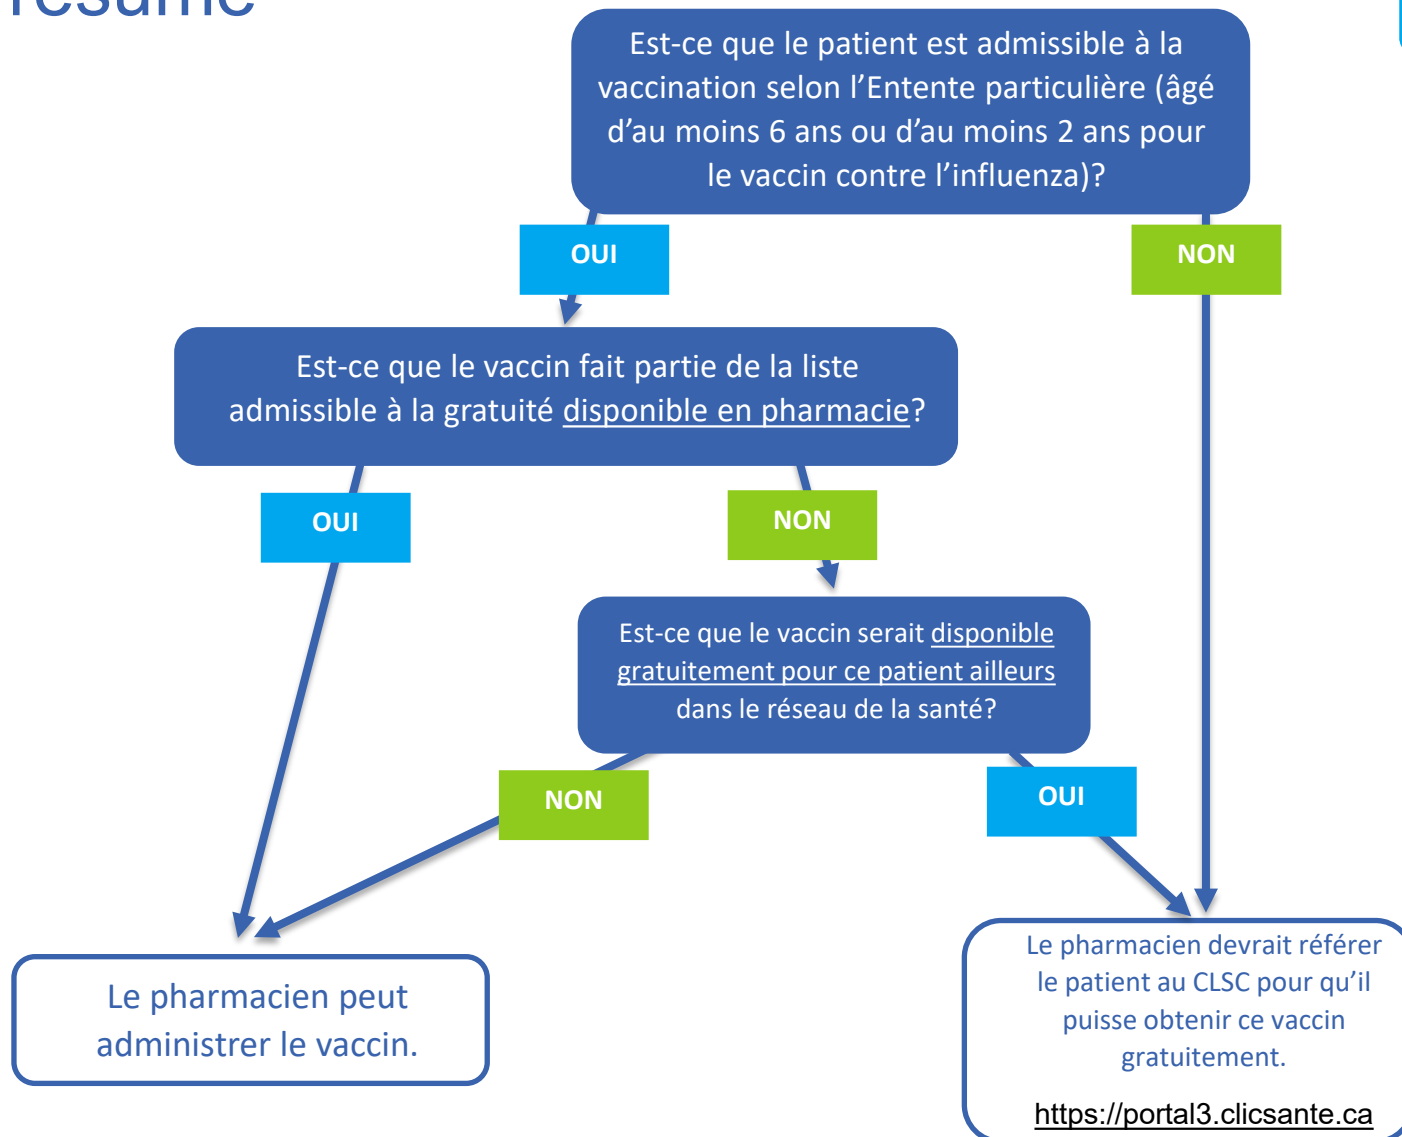 résumé
Est-ce que le patient est admissible à la
vaccination selon l’Entente particulière (âgé
d’au moins 6 ans ou d’au moins 2 ans pour
le vaccin contre l’influenza)?
OUI
NON
Est-ce que le vaccin fait partie de la liste
admissible à la gratuité disponible en pharmacie?
OUI
NON
Est-ce que le vaccin serait disponible
gratuitement pour ce patient ailleurs
dans le réseau de la santé?
NON
OUI
Le pharmacien peut
administrer le vaccin.
Le pharmacien devrait référer
le patient au CLSC pour qu’il
puisse obtenir ce vaccin
gratuitement.
https://portal3.clicsante.ca